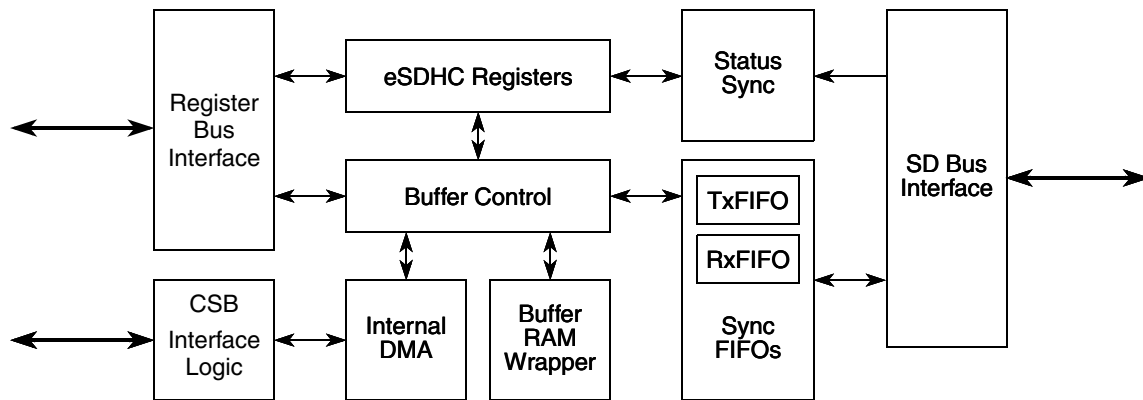 Register
Bus
Interface
eSDHC Registers
Status
Sync
Buffer Control
TxFIFO
RxFIFO
Sync
FIFOs
SD Bus
Interface
CSB
Interface
Logic
Internal
DMA
Buffer
RAM
Wrapper